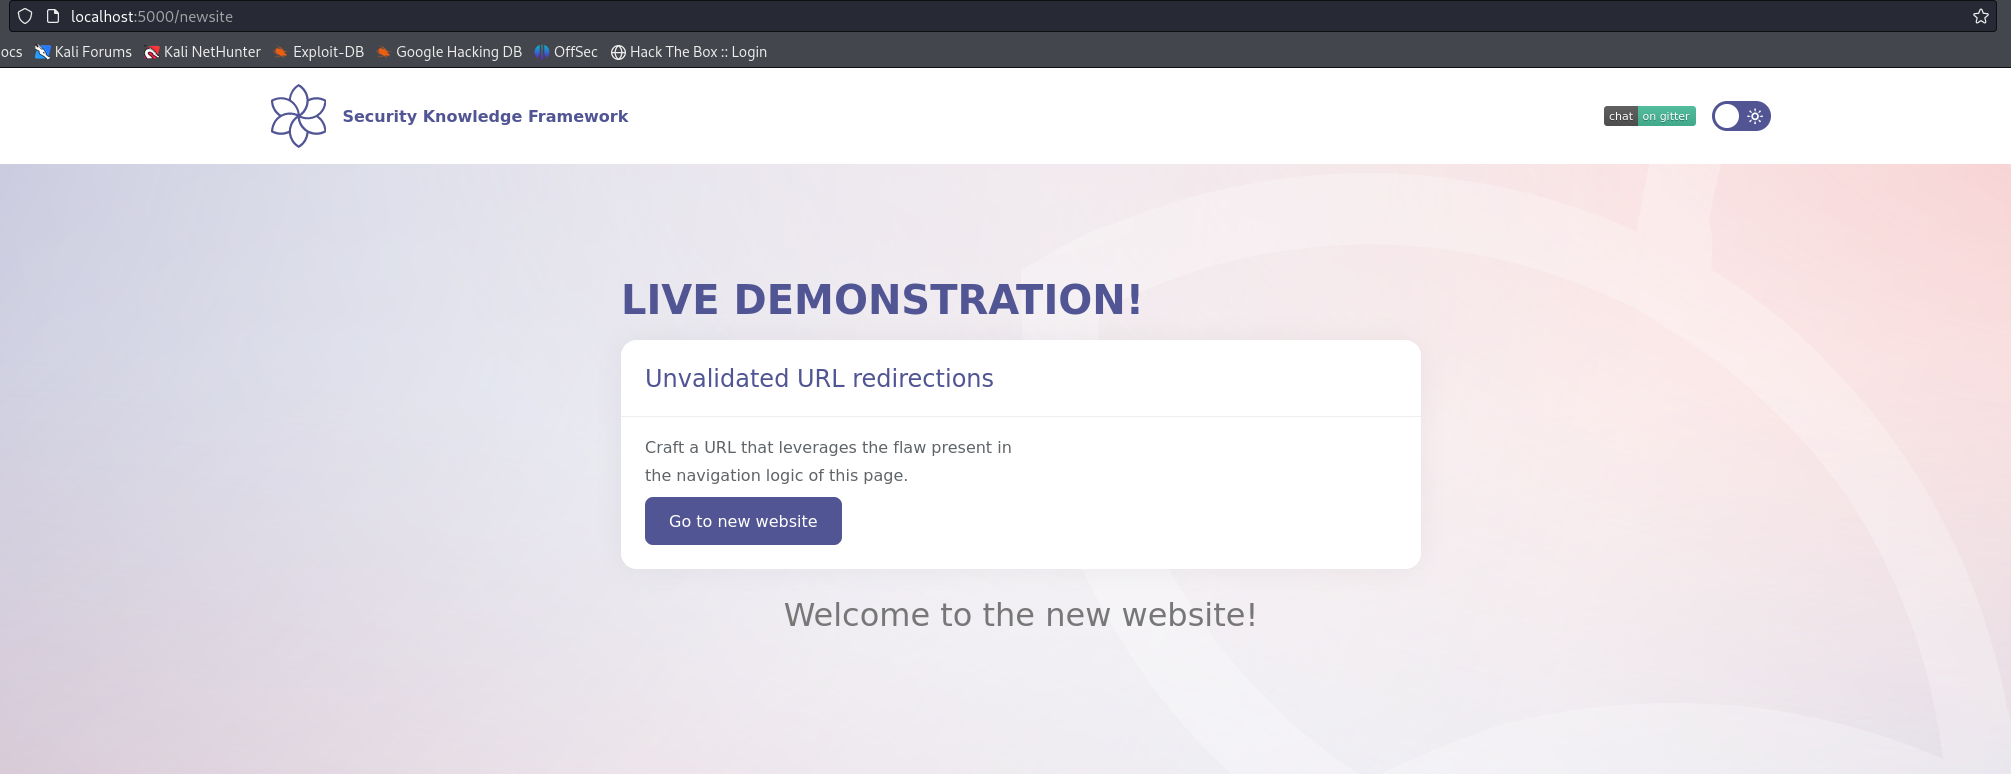 localhost:5000/newsite
ocs Kali Forums Kali NetHunter Exploit-DB Google Hacking DB OffSec Hack The Box :: Login
Security Knowledge Framework
chat on gitter
LIVE DEMONSTRATION!
Unvalidated URL redirections
Craft a URL that leverages the flaw present in
the navigation logic of this page.
Go to new website
Welcome to the new website!